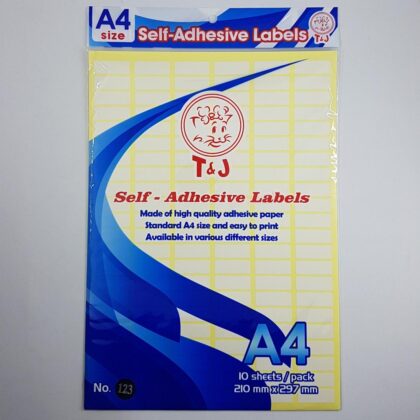 A4
size
Self-Adhesive Labels
T&J
T&J
Self - Adhesive Labels
Made of high quality adhesive paper
Standard A4 size and easy to print
Available in various different sizes
A4
10 sheets / pack
210 mm x 297 mm
No. 123